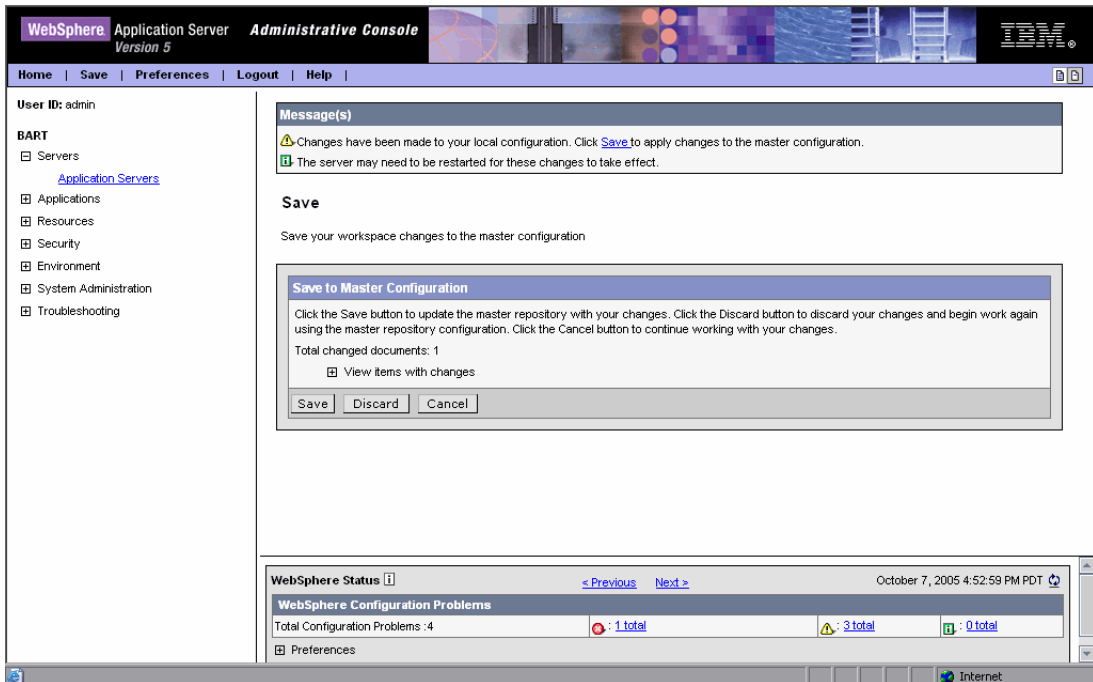 WebSphere Application Server Administrative Console
Version 5
IBM®
Home | Save | Preferences | Logout | Help |
User ID: admin
BART
Servers
Application Servers
Applications
Resources
Security
Environment
System Administration
Troubleshooting
Message(s)
Changes have been made to your local configuration. Click Save to apply changes to the master configuration.
The server may need to be restarted for these changes to take effect.
Save
Save your workspace changes to the master configuration
Save to Master Configuration
Click the Save button to update the master repository with your changes. Click the Discard button to discard your changes and begin work again
using the master repository configuration. Click the Cancel button to continue working with your changes.
Total changed documents: 1
View items with changes
Save Discard Cancel
WebSphere Status i < Previous Next > October 7, 2005 4:52:59 PM PDT
WebSphere Configuration Problems
Total Configuration Problems :4 : 1 total : 3 total : 0 total
Preferences
Internet